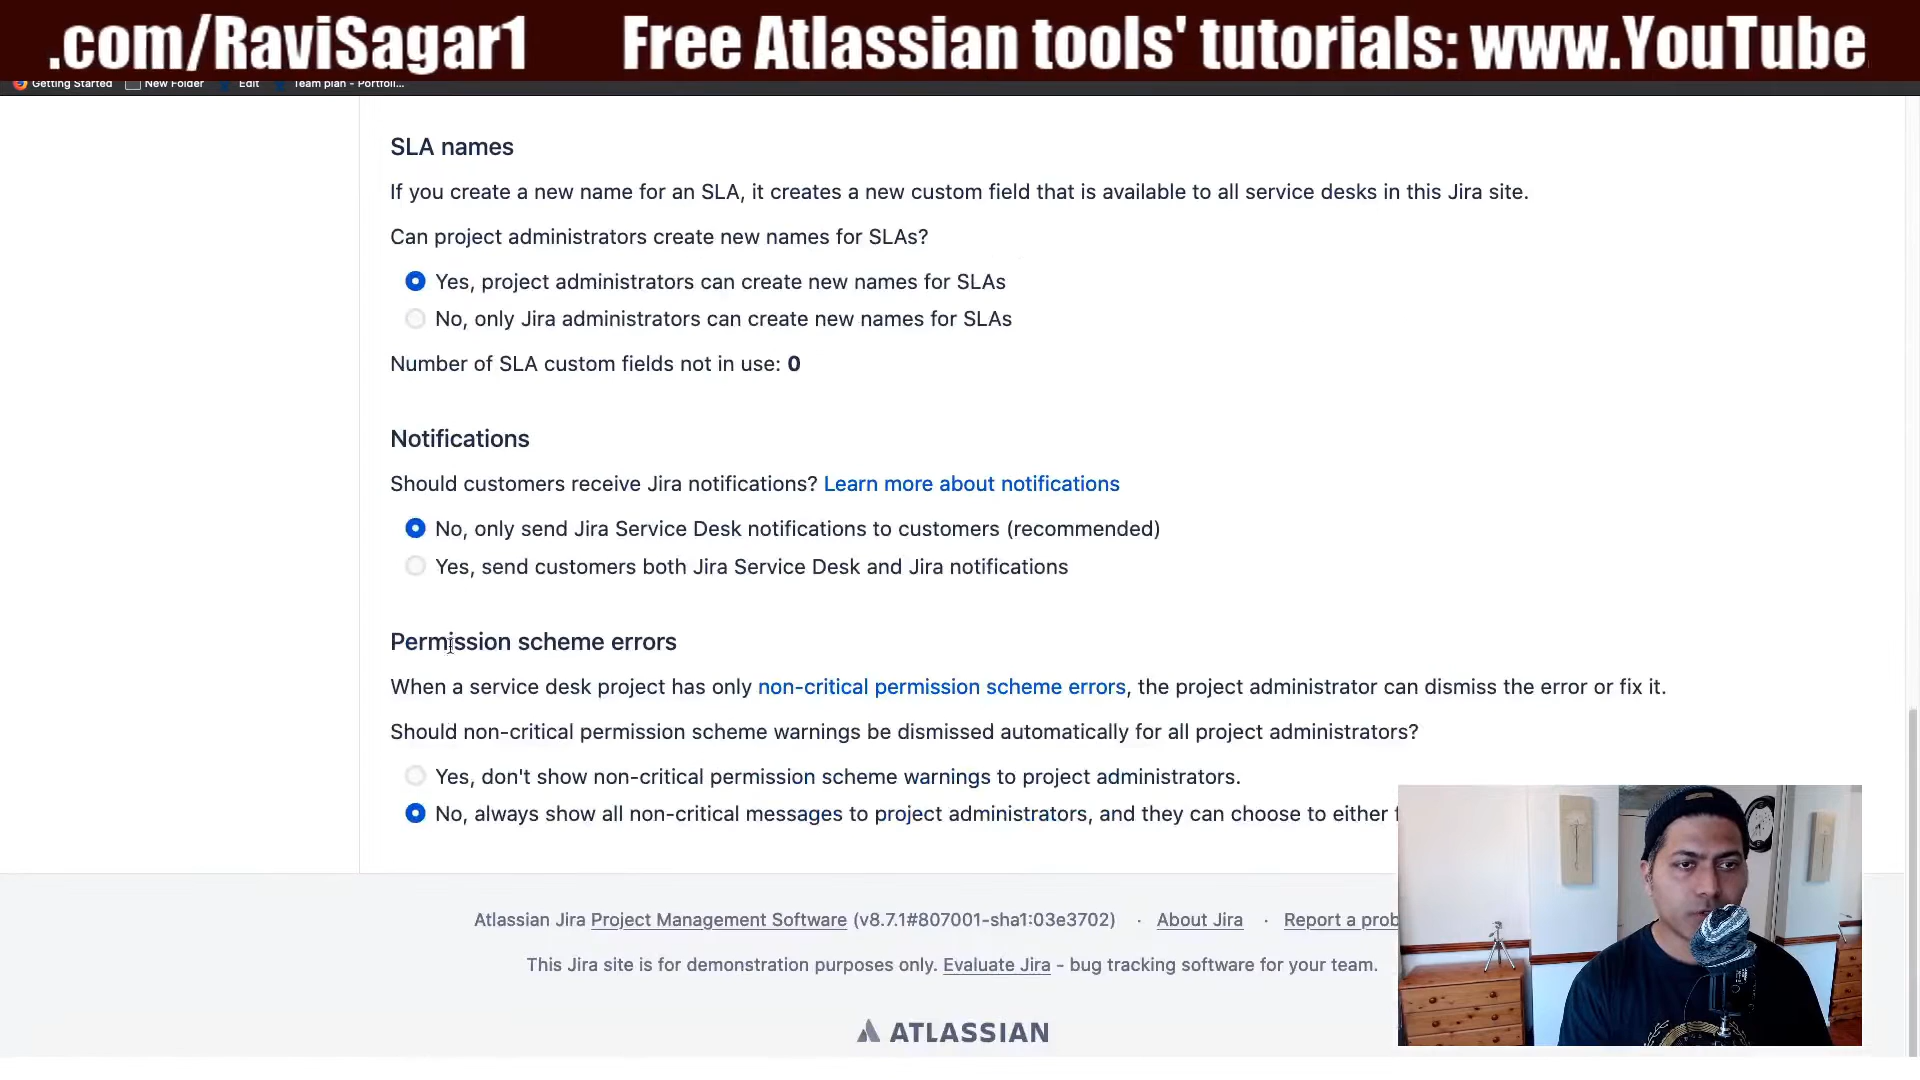 .com/RaviSagar1 Free Atlassian tools' tutorials: www.YouTube
Getting Started New Folder Edit Team plan - Portfoli...
SLA names
If you create a new name for an SLA, it creates a new custom field that is available to all service desks in this Jira site.
Can project administrators create new names for SLAs?
Yes, project administrators can create new names for SLAs
No, only Jira administrators can create new names for SLAs
Number of SLA custom fields not in use: 0
Notifications
Should customers receive Jira notifications? Learn more about notifications
No, only send Jira Service Desk notifications to customers (recommended)
Yes, send customers both Jira Service Desk and Jira notifications
Permission scheme errors
When a service desk project has only non-critical permission scheme errors, the project administrator can dismiss the error or fix it.
Should non-critical permission scheme warnings be dismissed automatically for all project administrators?
Yes, don't show non-critical permission scheme warnings to project administrators.
No, always show all non-critical messages to project administrators, and they can choose to either
Atlassian Jira Project Management Software (v8.7.1#807001-sha1:03e3702) · About Jira · Report a prob
This Jira site is for demonstration purposes only. Evaluate Jira - bug tracking software for your team.
ATLASSIAN